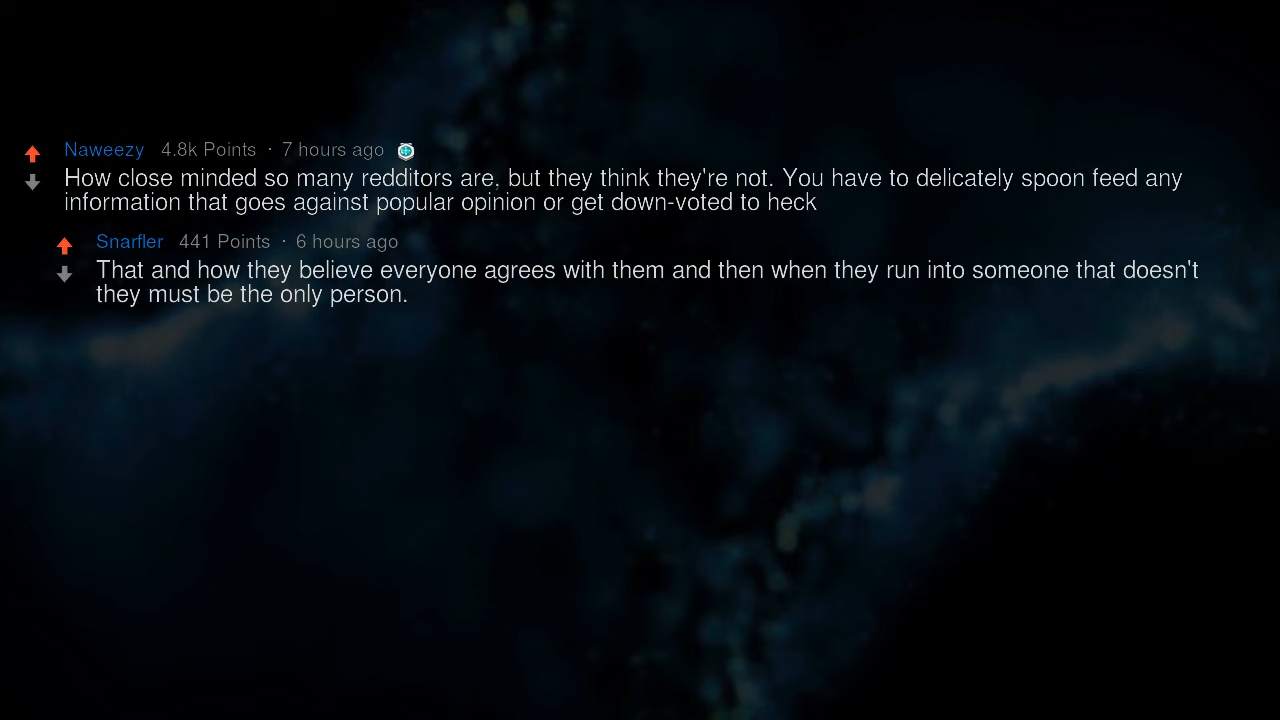 Naweezy 4.8k Points · 7 hours ago
How close minded so many redditors are, but they think they're not. You have to delicately spoon feed any
information that goes against popular opinion or get down-voted to heck
Snarfler 441 Points · 6 hours ago
That and how they believe everyone agrees with them and then when they run into someone that doesn't
they must be the only person.